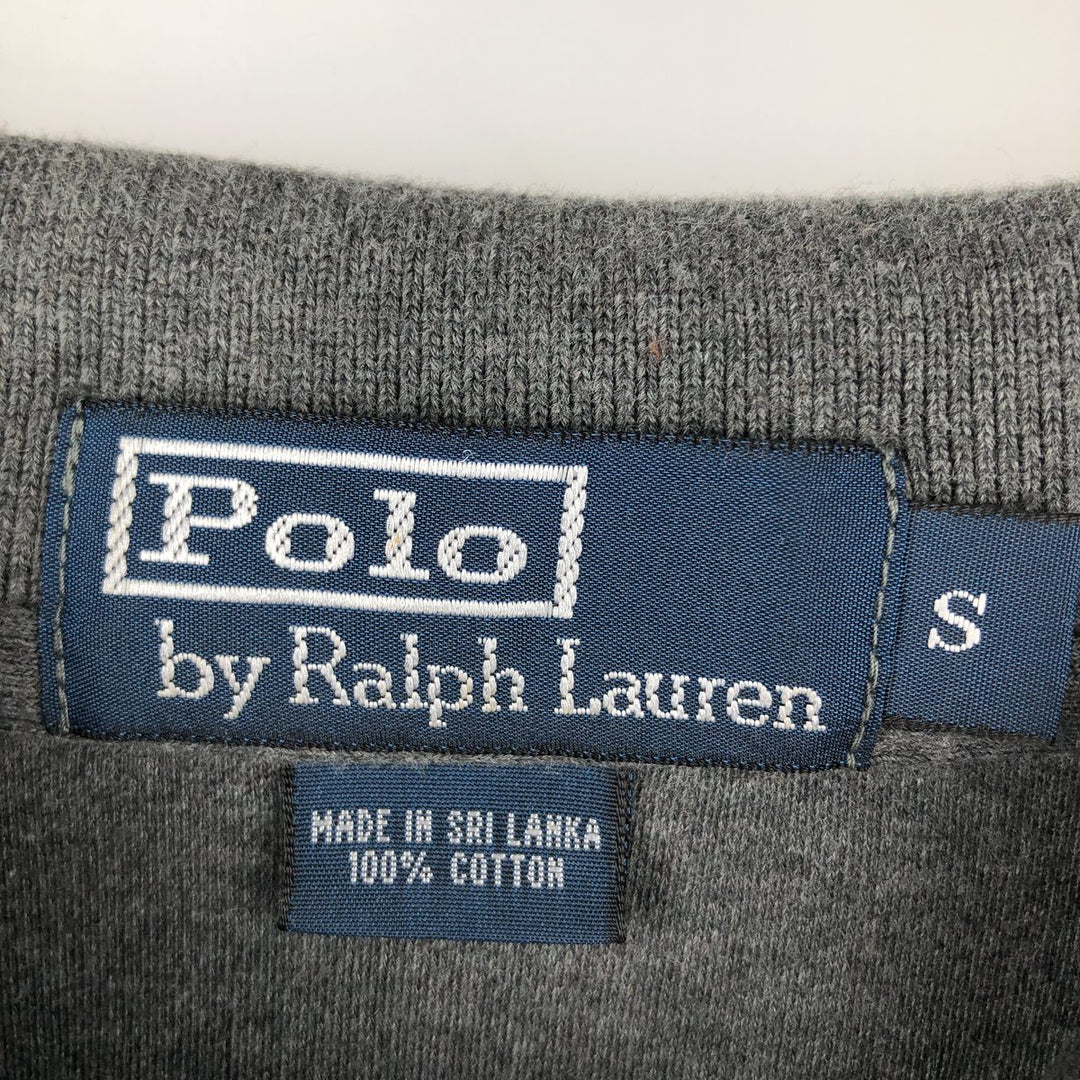 Polo
by Ralph Lauren
S
MADE IN SRI LANKA
100% COTTON